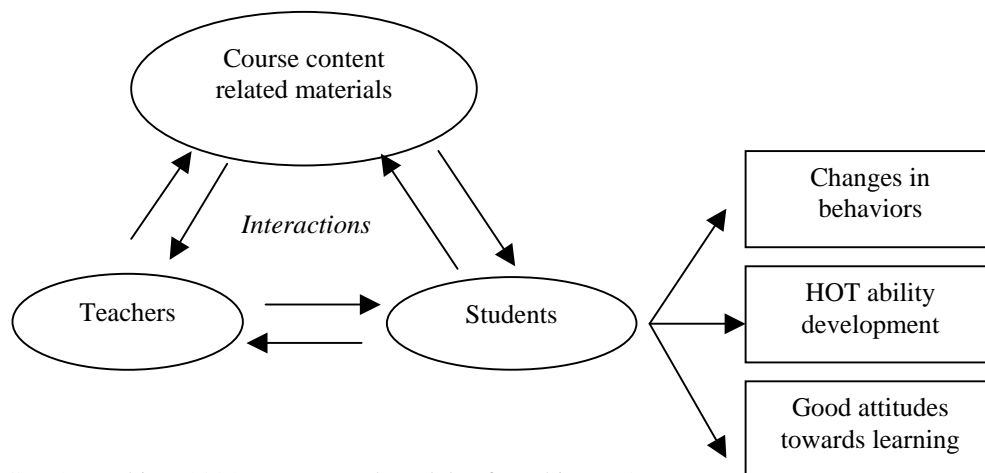 Course content
related materials
Changes in
behaviors
Interactions
HOT ability
development
Teachers
Students
Good attitudes
towards learning